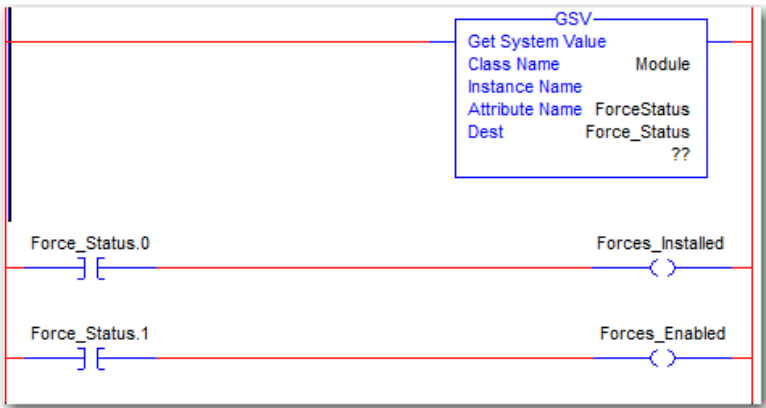 GSV
Get System Value
Class Name Module
Instance Name
Attribute Name ForceStatus
Dest Force_Status
??
Force_Status.0 Forces_Installed
Force_Status.1 Forces_Enabled